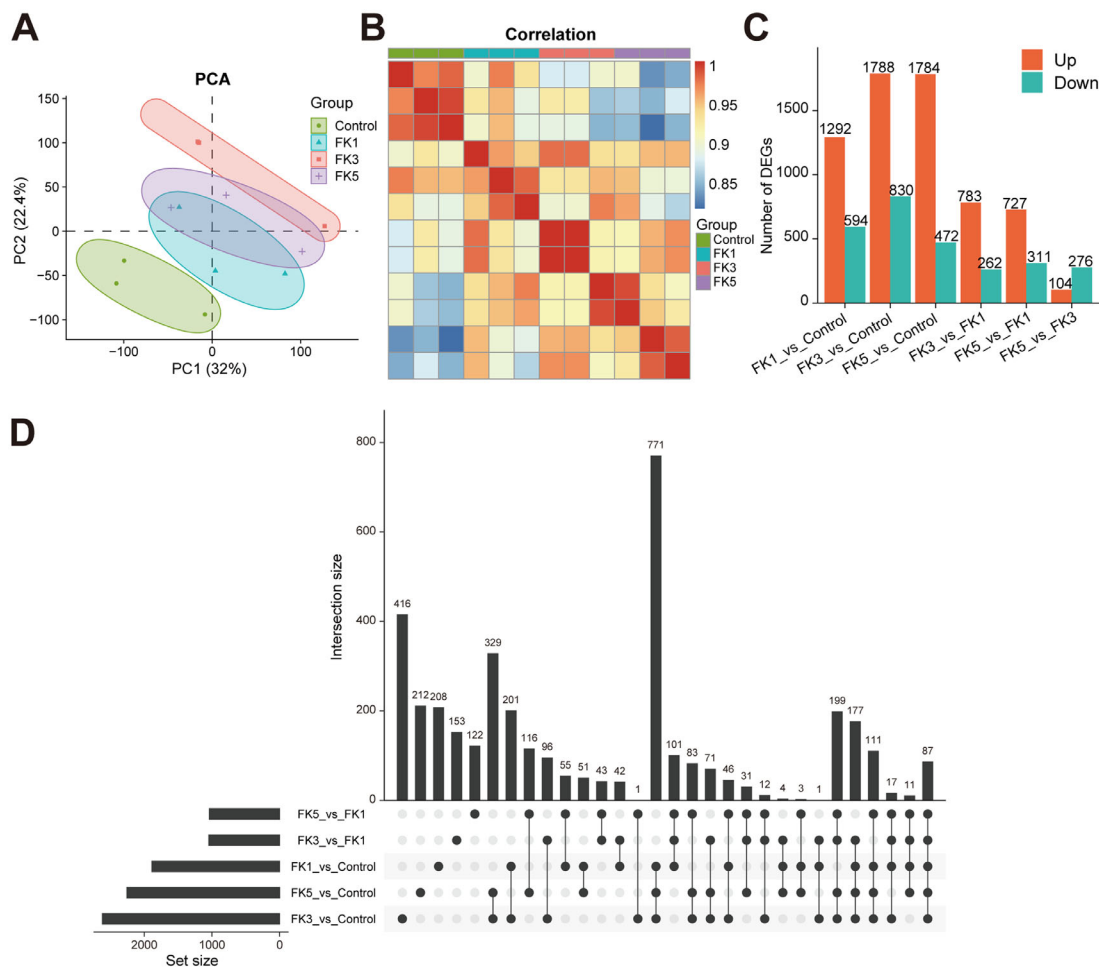 A
PCA
150
100
50
0
−50
−100
−100
0
100
PC2 (22.4%)
PC1 (32%)
Group
Control
FK1
FK3
FK5
B
Correlation
1
0.95
0.9
0.85
Group
Control
FK1
FK3
FK5
C
Up
Down
Number of DEGs
1500
1000
500
0
1292
594
1788
830
1784
472
783
262
727
311
104
276
FK1_vs_Control
FK3_vs_Control
FK5_vs_Control
FK3_vs_FK1
FK5_vs_FK1
FK5_vs_FK3
D
Intersection size
800
600
400
200
0
416
212
208
153
122
329
201
116
96
55
51
43
42
1
771
101
83
71
46
31
12
4
3
1
199
177
111
17
11
87
FK5_vs_FK1
FK3_vs_FK1
FK1_vs_Control
FK5_vs_Control
FK3_vs_Control
2000
1000
0
Set size